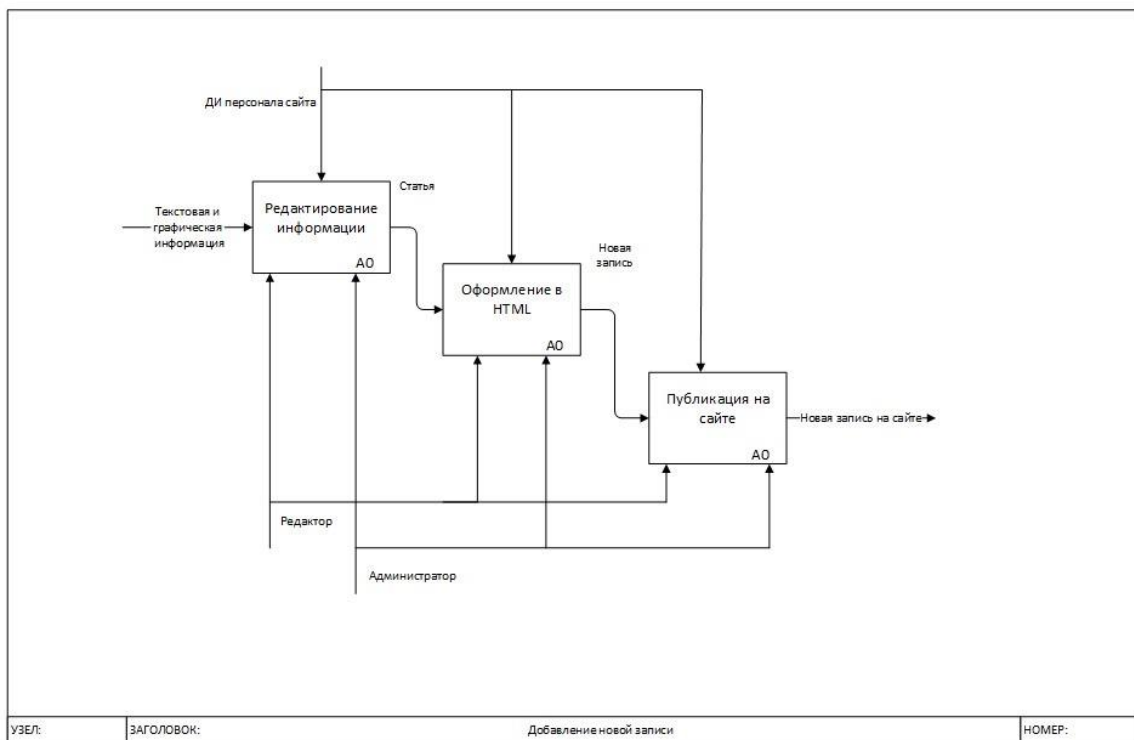 ДИ персонала сайта
Статья
Текстовая и
графическая
информация
Редактирование
информации
A0
Новая
запись
Оформление в
HTML
A0
Публикация на
сайте
A0
Новая запись на сайте
Редактор
Администратор
УЗЕЛ:
ЗАГОЛОВОК:
Добавление новой записи
НОМЕР: